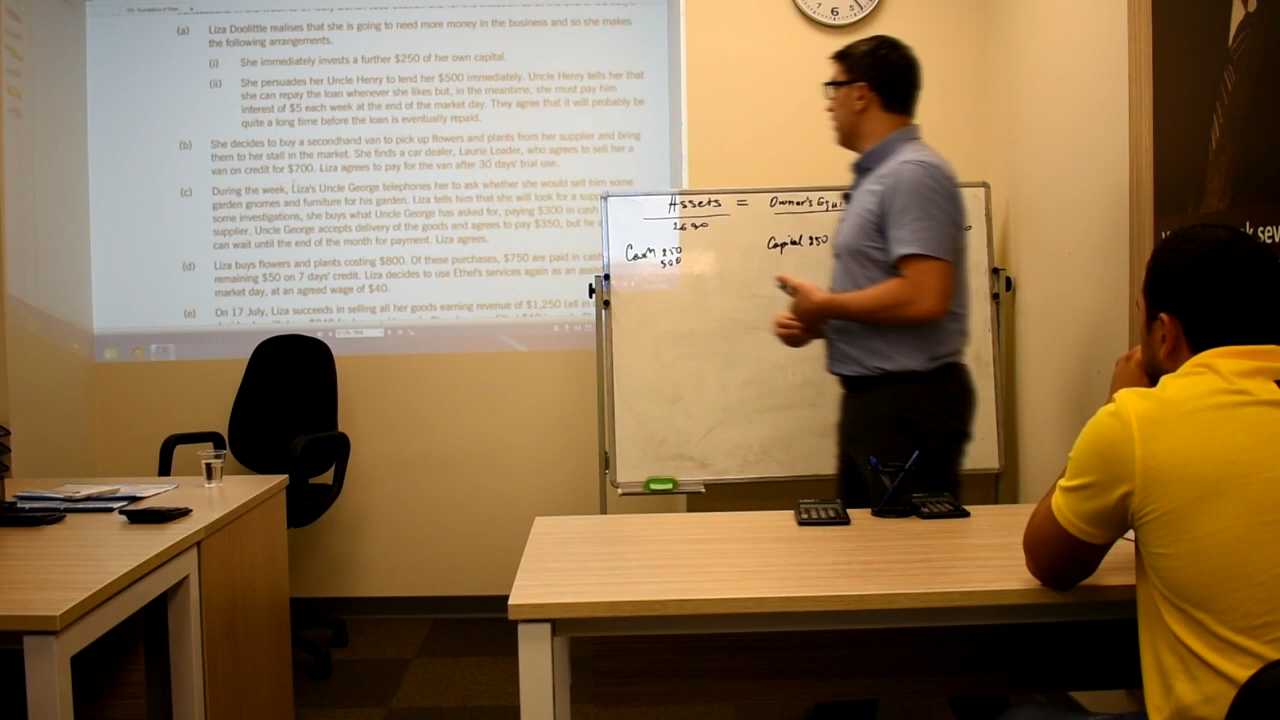 (a) Liza Doolittle realises that she is going to need more money in the business and so she makes
the following arrangements.
(i) She immediately invests a further $250 of her own capital.
(ii) She persuades her Uncle Henry to lend her $500 immediately. Uncle Henry tells her that
she can repay the loan whenever she likes but, in the meantime, she must pay him
interest of $5 each week at the end of the market day. They agree that it will probably be
quite a long time before the loan is eventually repaid.
(b) She decides to buy a secondhand van to pick up flowers and plants from her supplier and bring
them to her stall in the market. She finds a car dealer, Laurie Loader, who agrees to sell her a
van on credit for $700. Liza agrees to pay for the van after 30 days' trial use.
(c) During the week, Liza's Uncle George telephones her to ask whether she would sell him some
garden gnomes and furniture for his garden. Liza tells him that she will look for a
some investigations, she buys what Uncle George has asked for, paying $300 in cash
supplier. Uncle George accepts delivery of the goods and agrees to pay $350, but he
can wait until the end of the month for payment. Liza agrees.
(d) Liza buys flowers and plants costing $800. Of these purchases, $750 are paid in cash
remaining $50 on 7 days' credit. Liza decides to use Ethel's services again as an
market day, at an agreed wage of $40.
(e) On 17 July, Liza succeeds in selling all her goods earning revenue of $1,250 (all in
Assets = Owner's Equi
Cash 250
500
Capital 250
6